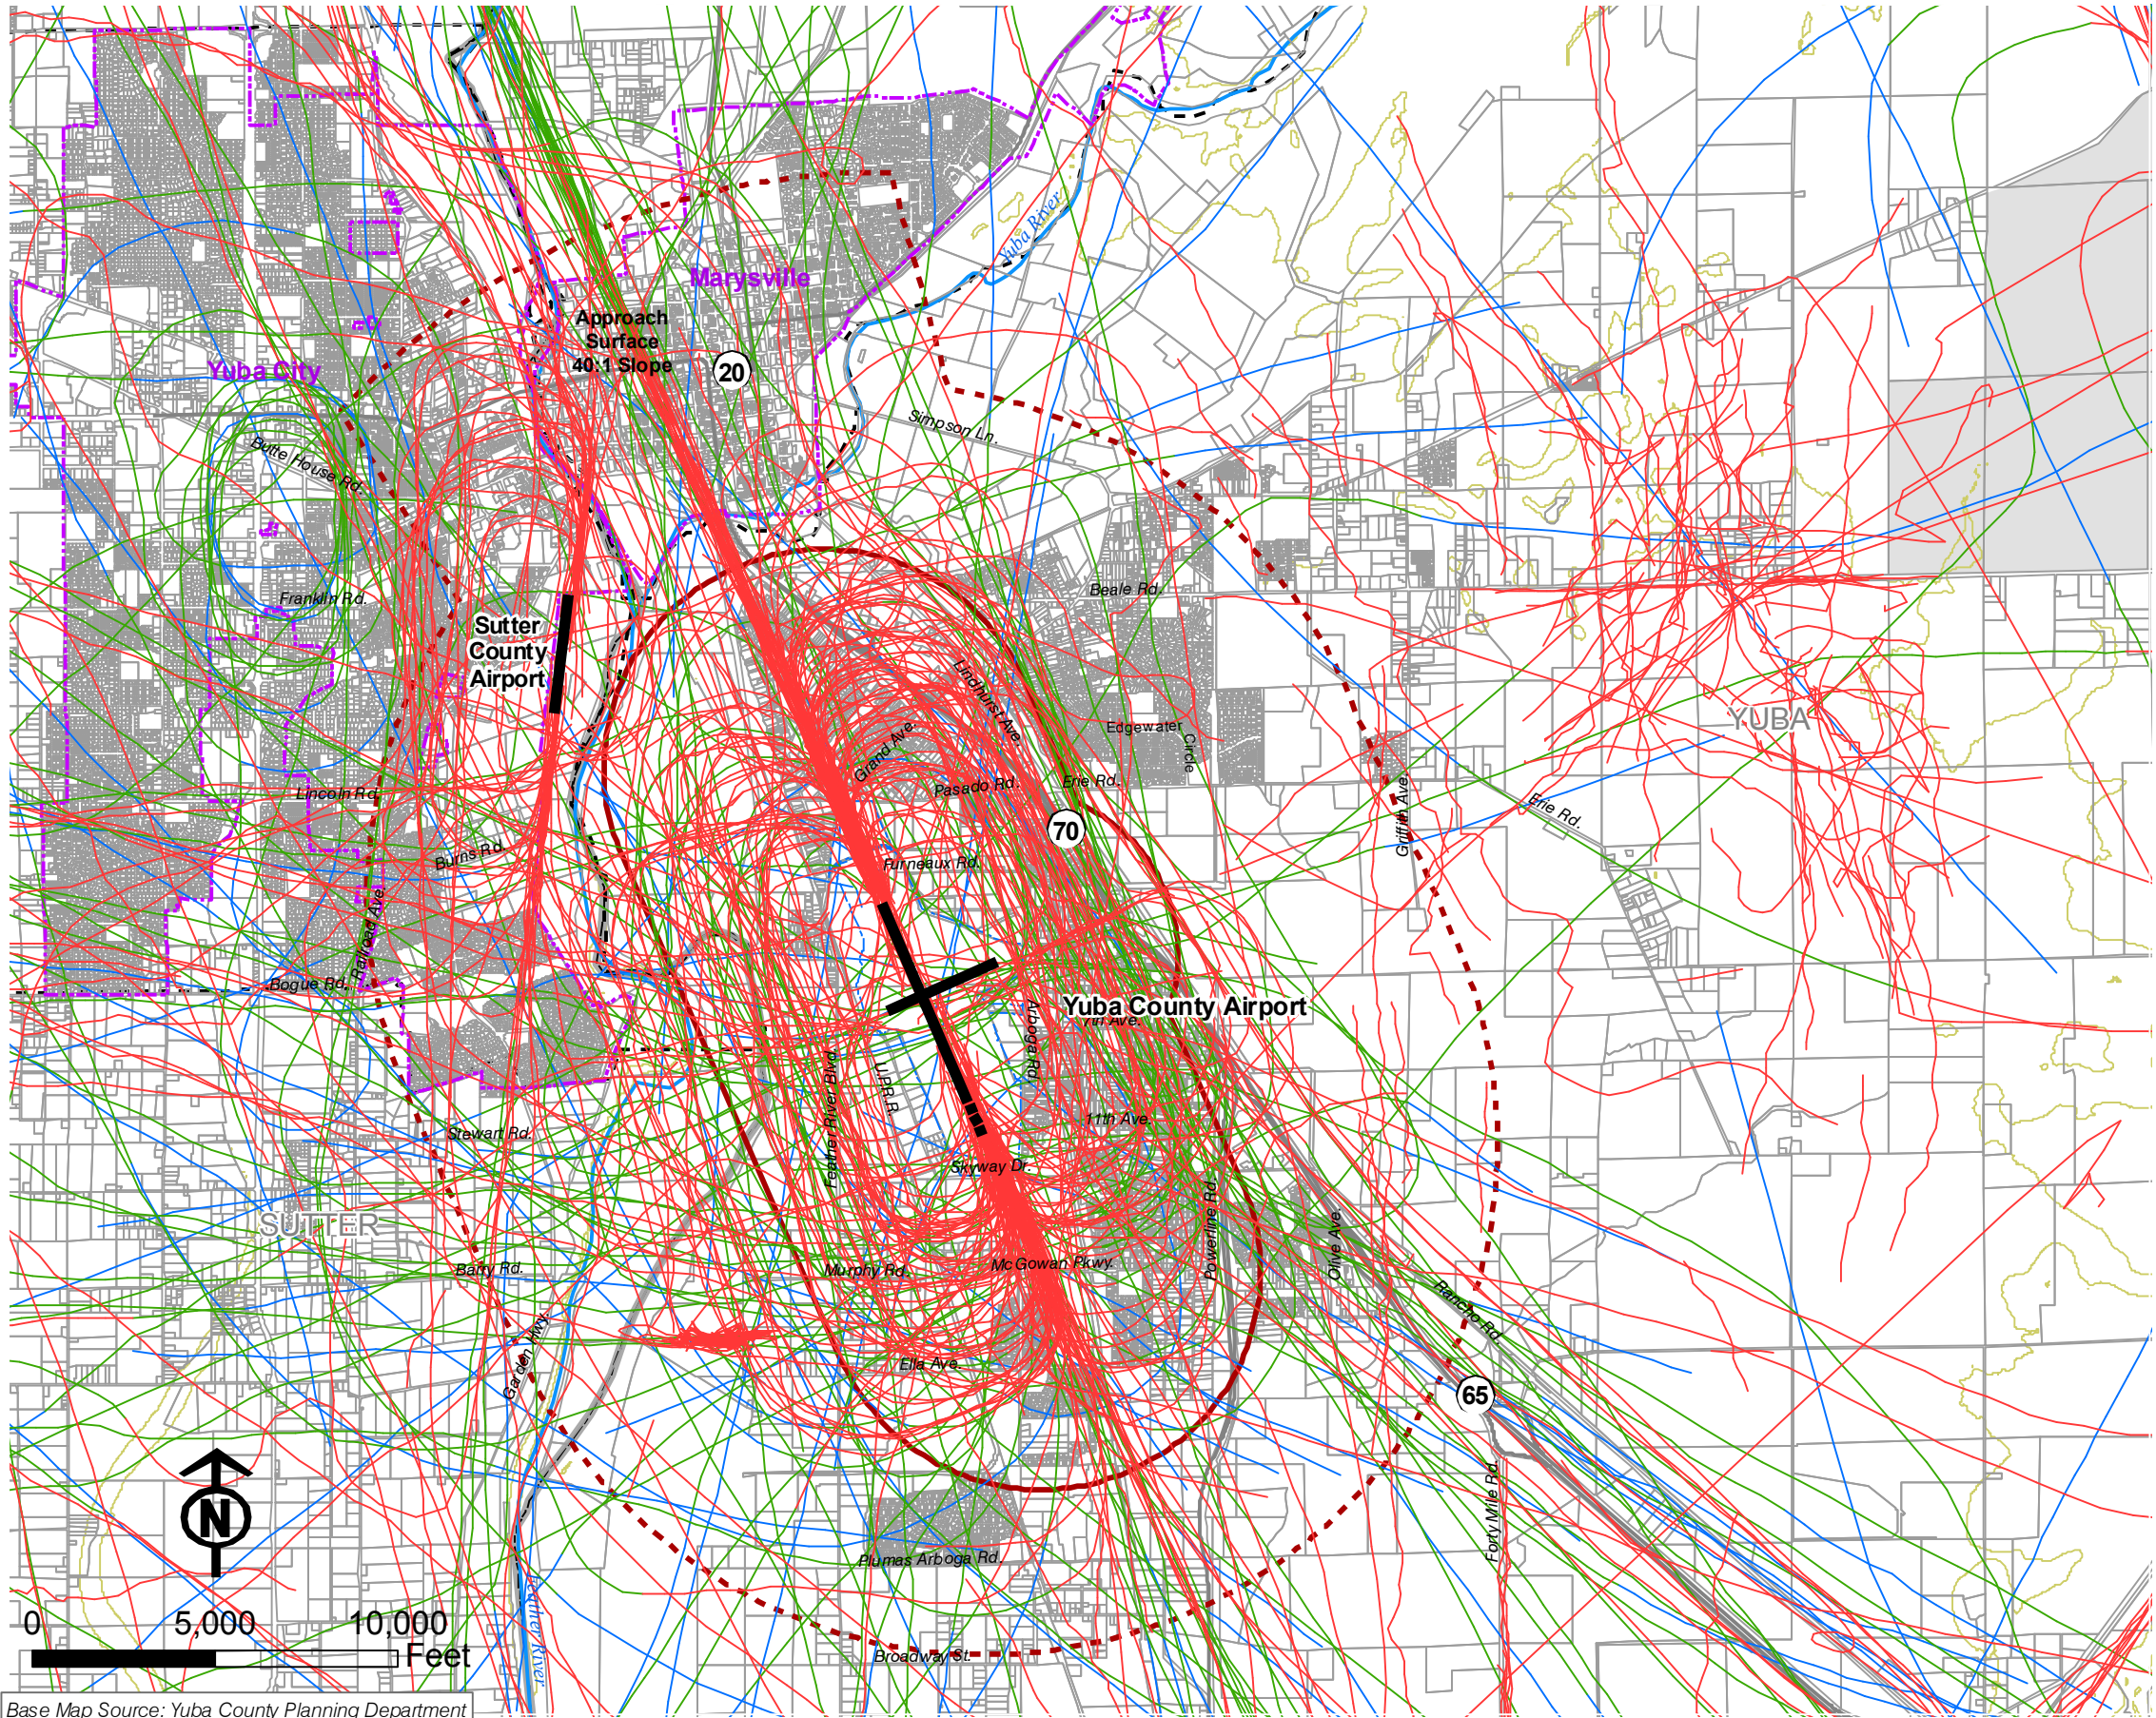 Yuba River
Marysville
Approach
Surface
40:1 Slope
20
Yuba City
Simpson Ln.
Butte House Rd.
Beale Rd.
Franklin Rd.
Sutter
County
Airport
Lindhurst Ave.
Grand Ave.
Edgewater
Circle
YUBA
Pasado Rd.
Erie Rd.
Lincoln Rd.
Erie Rd.
Griffith Ave.
70
Burns Rd.
Furneaux Rd.
Railroad Ave.
Bogue Rd.
Yuba County Airport
7th Ave.
Arboga Rd.
Feather River Blvd.
U.P.R.R.
11th Ave.
Stewart Rd.
Skyway Dr.
SUTTER
Powerline Rd.
Olive Ave.
Barry Rd.
Murphy Rd.
McGowan Pkwy.
Rancho Rd.
Garden Hwy.
Ella Ave.
65
N
Forty Mile Rd.
Plumas Arboga Rd.
0 5,000 10,000
Feet
Feather River
Broadway St.
Base Map Source: Yuba County Planning Department